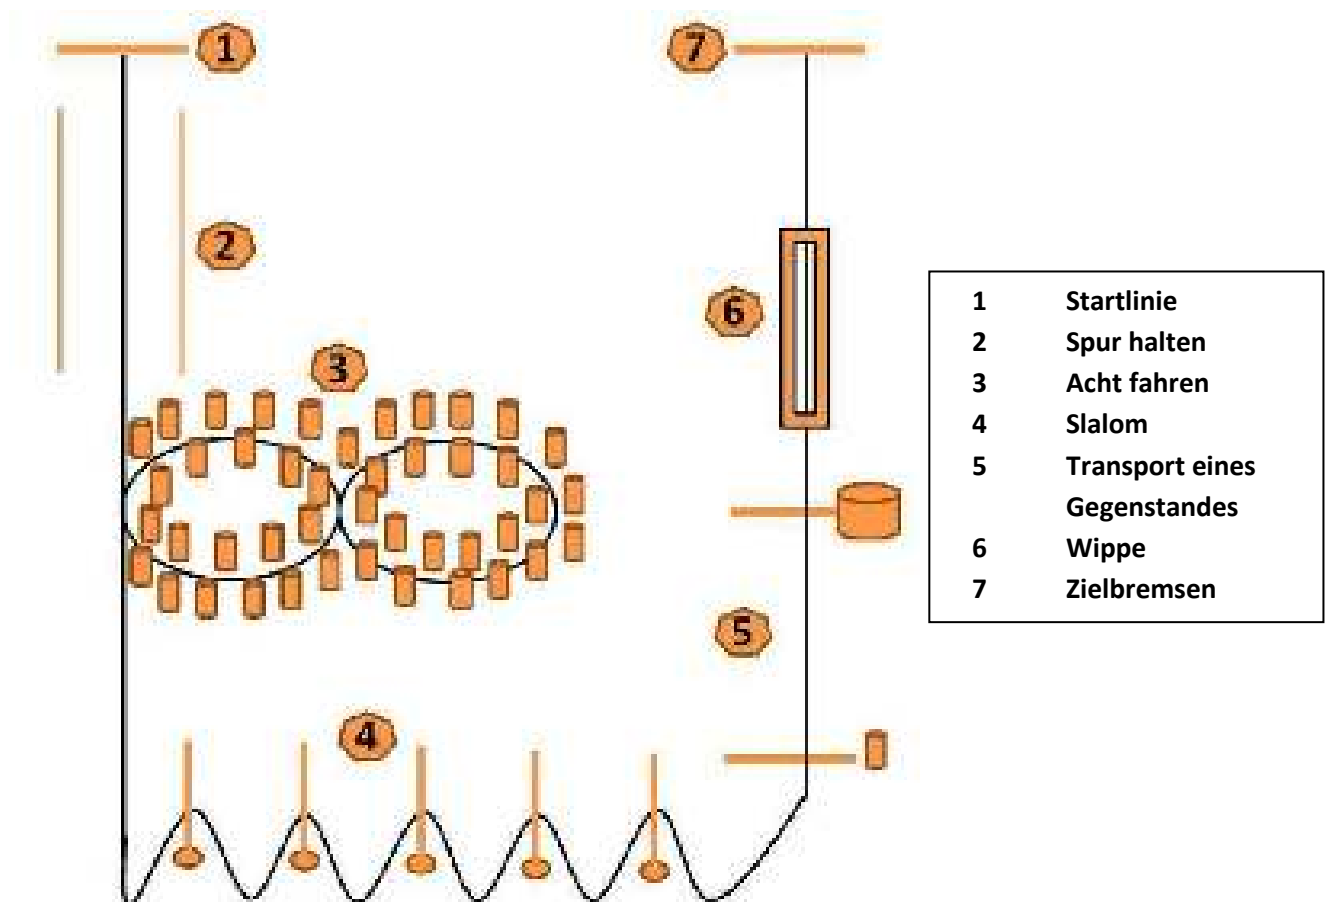 1
7
2
3
6
5
4
1 Startlinie
2 Spur halten
3 Acht fahren
4 Slalom
5 Transport eines
Gegenstandes
6 Wippe
7 Zielbremsen